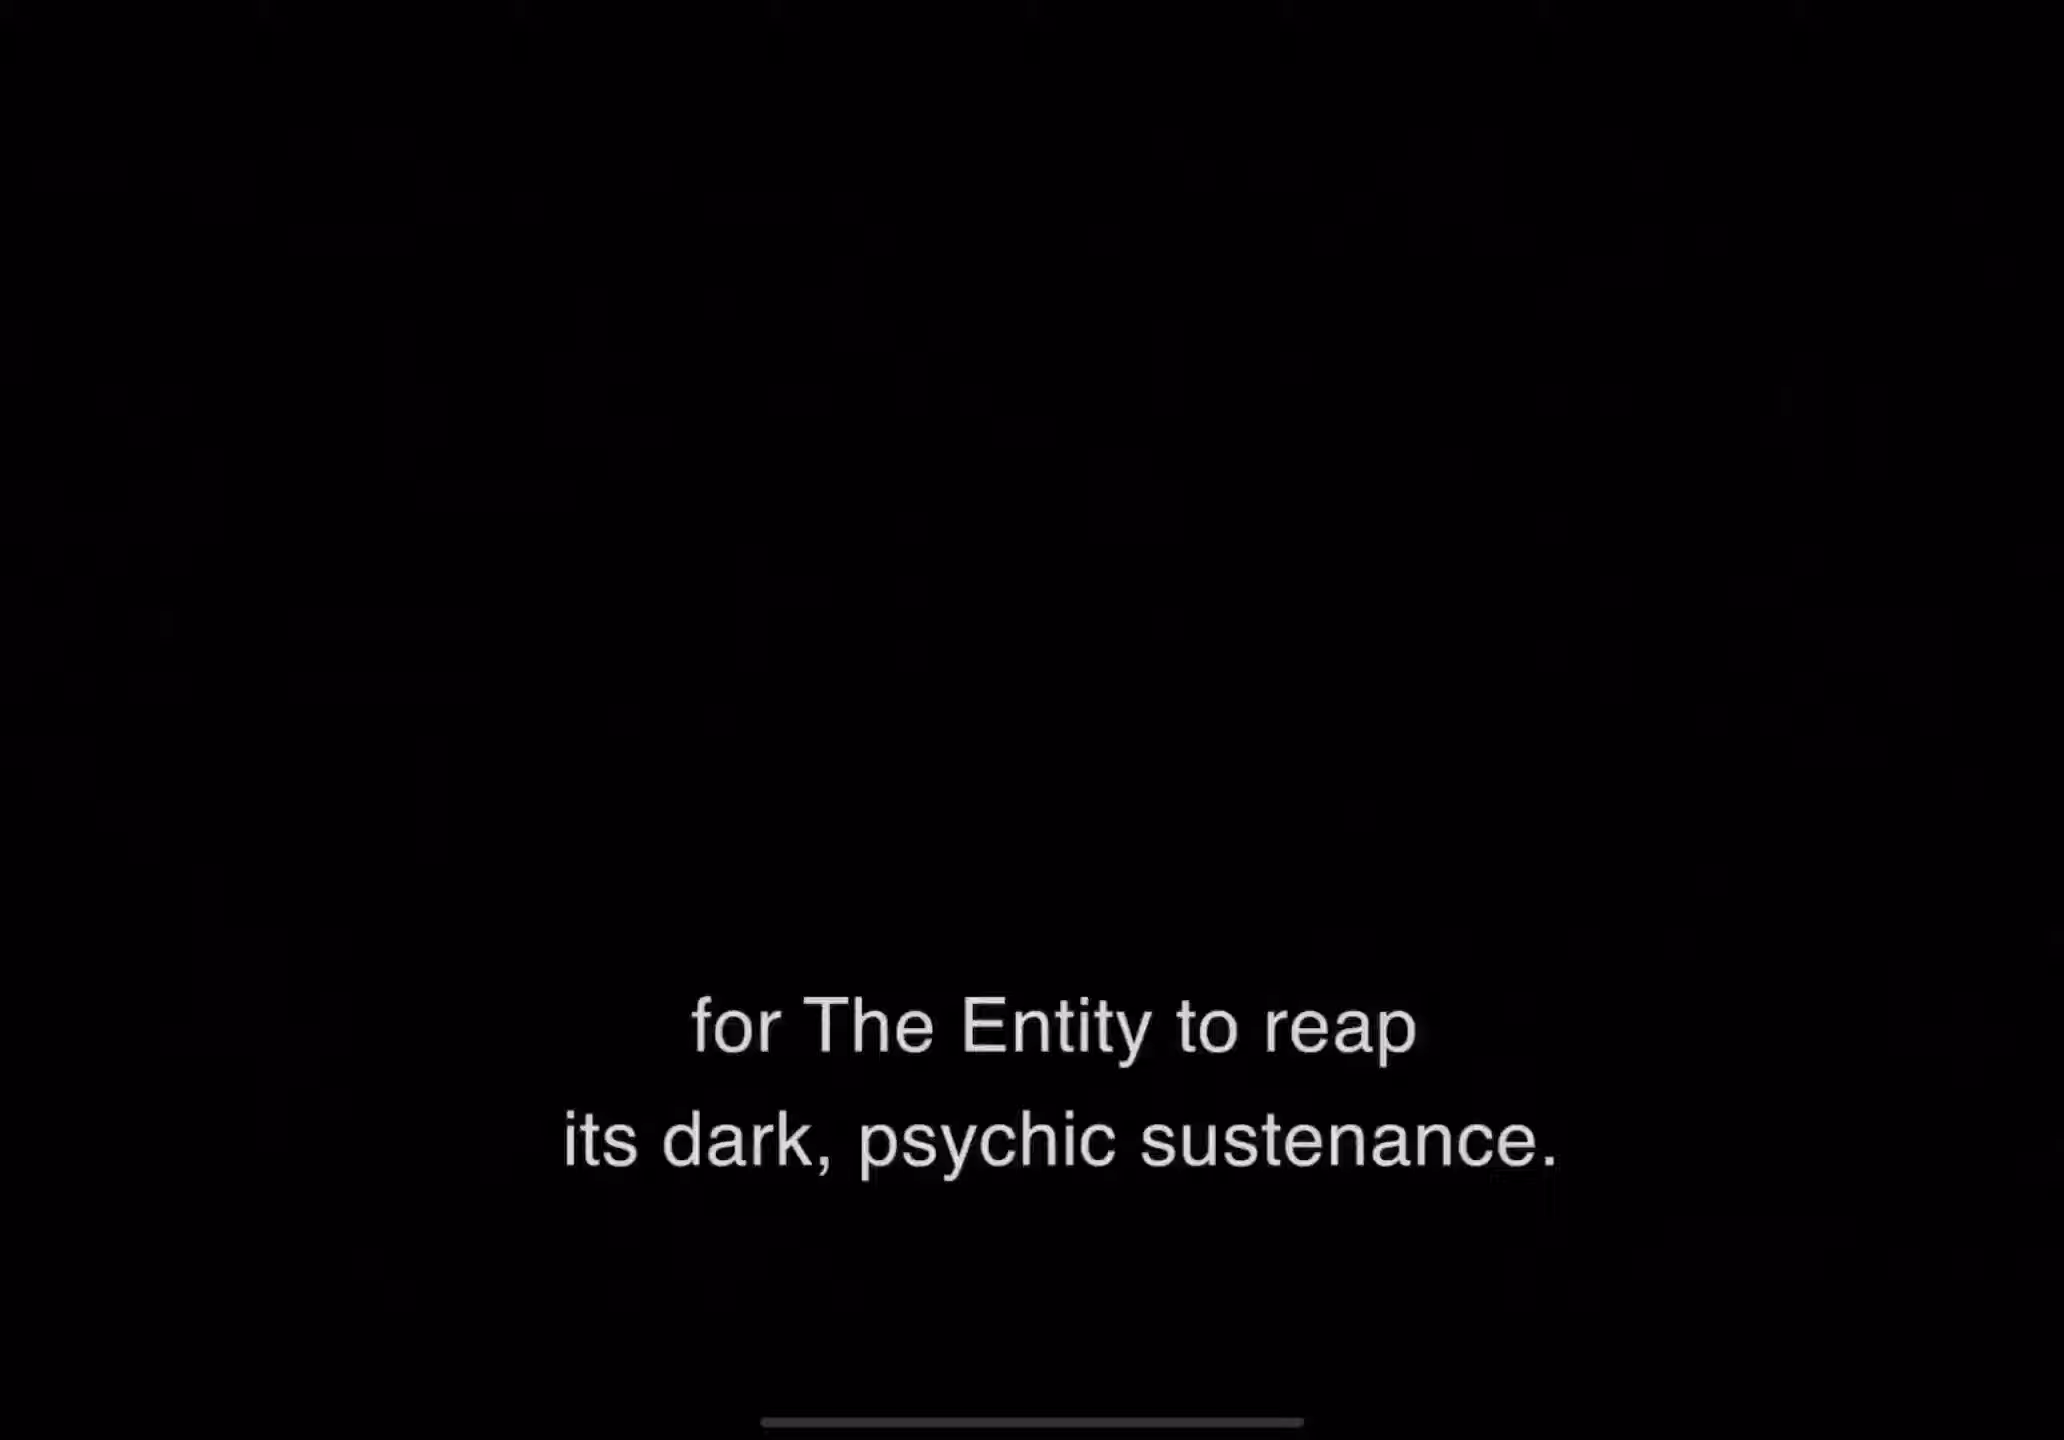 for The Entity to reap
its dark, psychic sustenance.